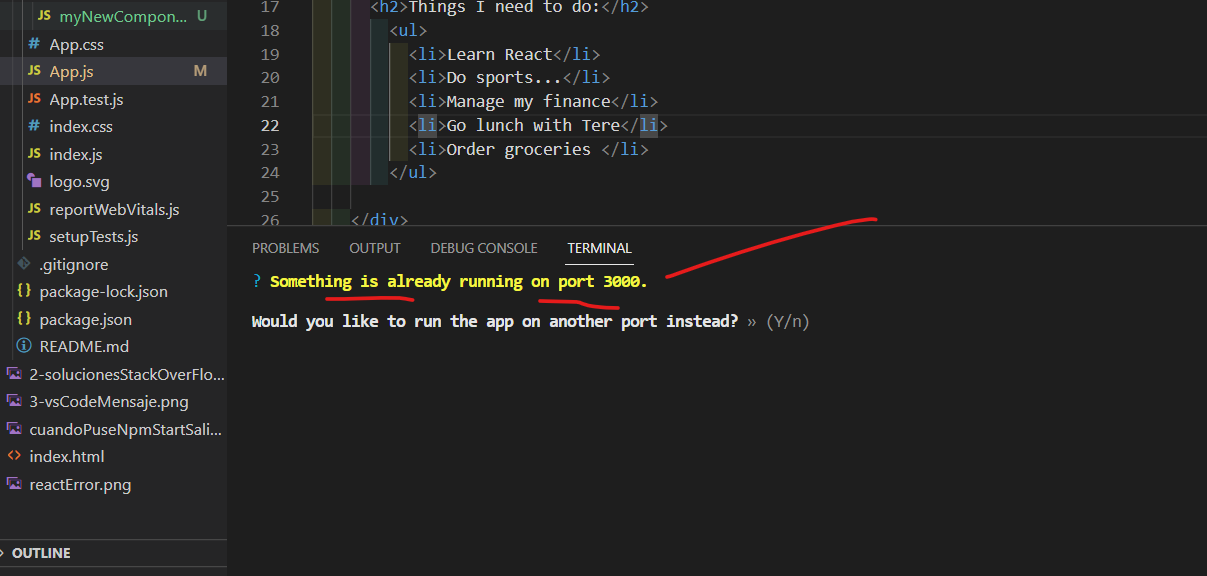 JS myNewCompon... U
# App.css
JS App.js M
JS App.test.js
# index.css
JS index.js
logo.svg
JS reportWebVitals.js
JS setupTests.js
.gitignore
{} package-lock.json
{} package.json
README.md
2-solucionesStackOverFlo...
3-vsCodeMensaje.png
cuandoPuseNpmStartSali...
<> index.html
reactError.png
> OUTLINE
17 <h2>Things I need to do:</h2>
18 <ul>
19 <li>Learn React</li>
20 <li>Do sports...</li>
21 <li>Manage my finance</li>
22 <li>Go lunch with Tere</li>
23 <li>Order groceries </li>
24 </ul>
25
26 </div>
PROBLEMS OUTPUT DEBUG CONSOLE TERMINAL
? Something is already running on port 3000.
Would you like to run the app on another port instead? » (Y/n)